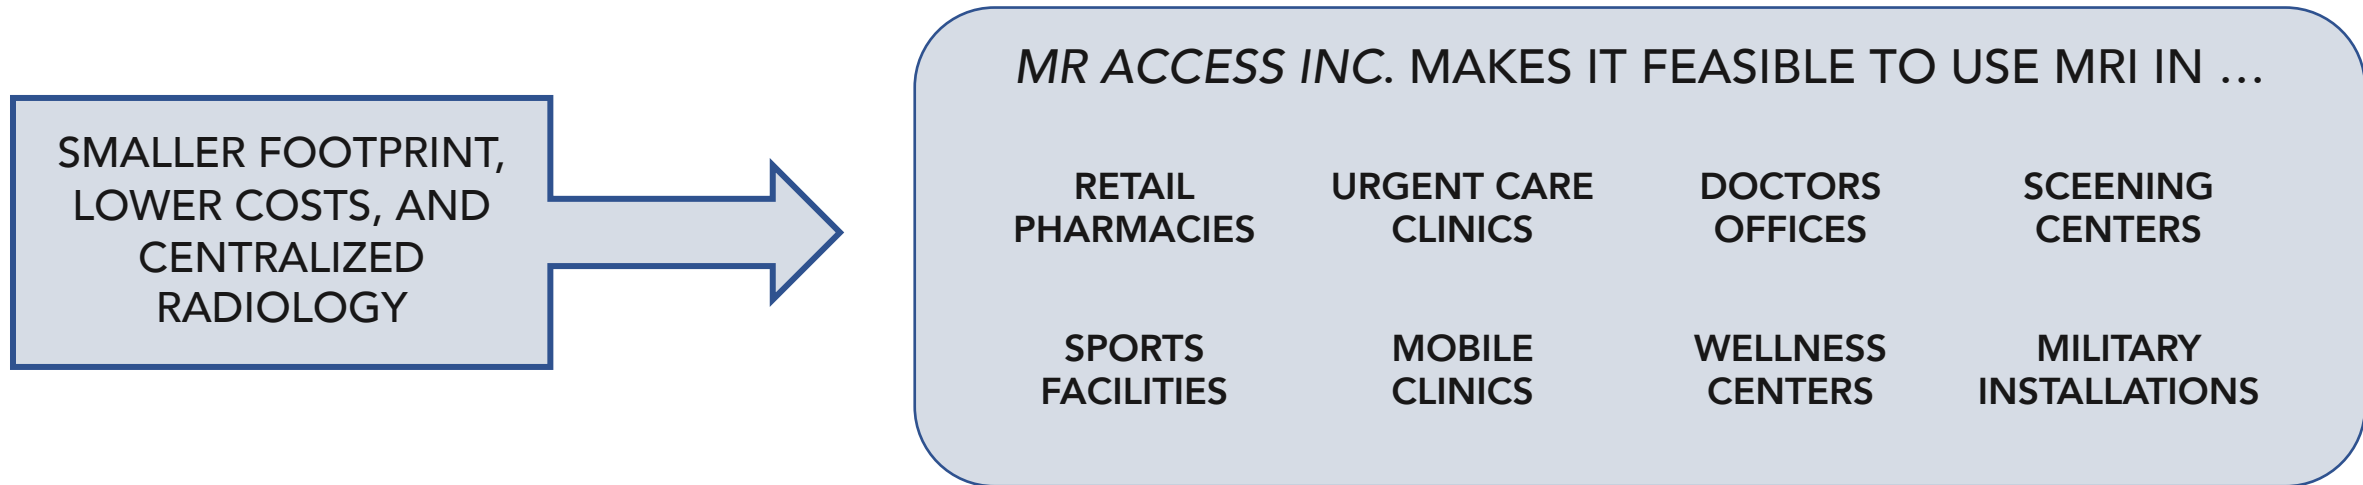 SMALLER FOOTPRINT,
LOWER COSTS, AND
CENTRALIZED
RADIOLOGY
MR ACCESS INC. MAKES IT FEASIBLE TO USE MRI IN ...
RETAIL
PHARMACIES
URGENT CARE
CLINICS
DOCTORS
OFFICES
SCEENING
CENTERS
SPORTS
FACILITIES
MOBILE
CLINICS
WELLNESS
CENTERS
MILITARY
INSTALLATIONS